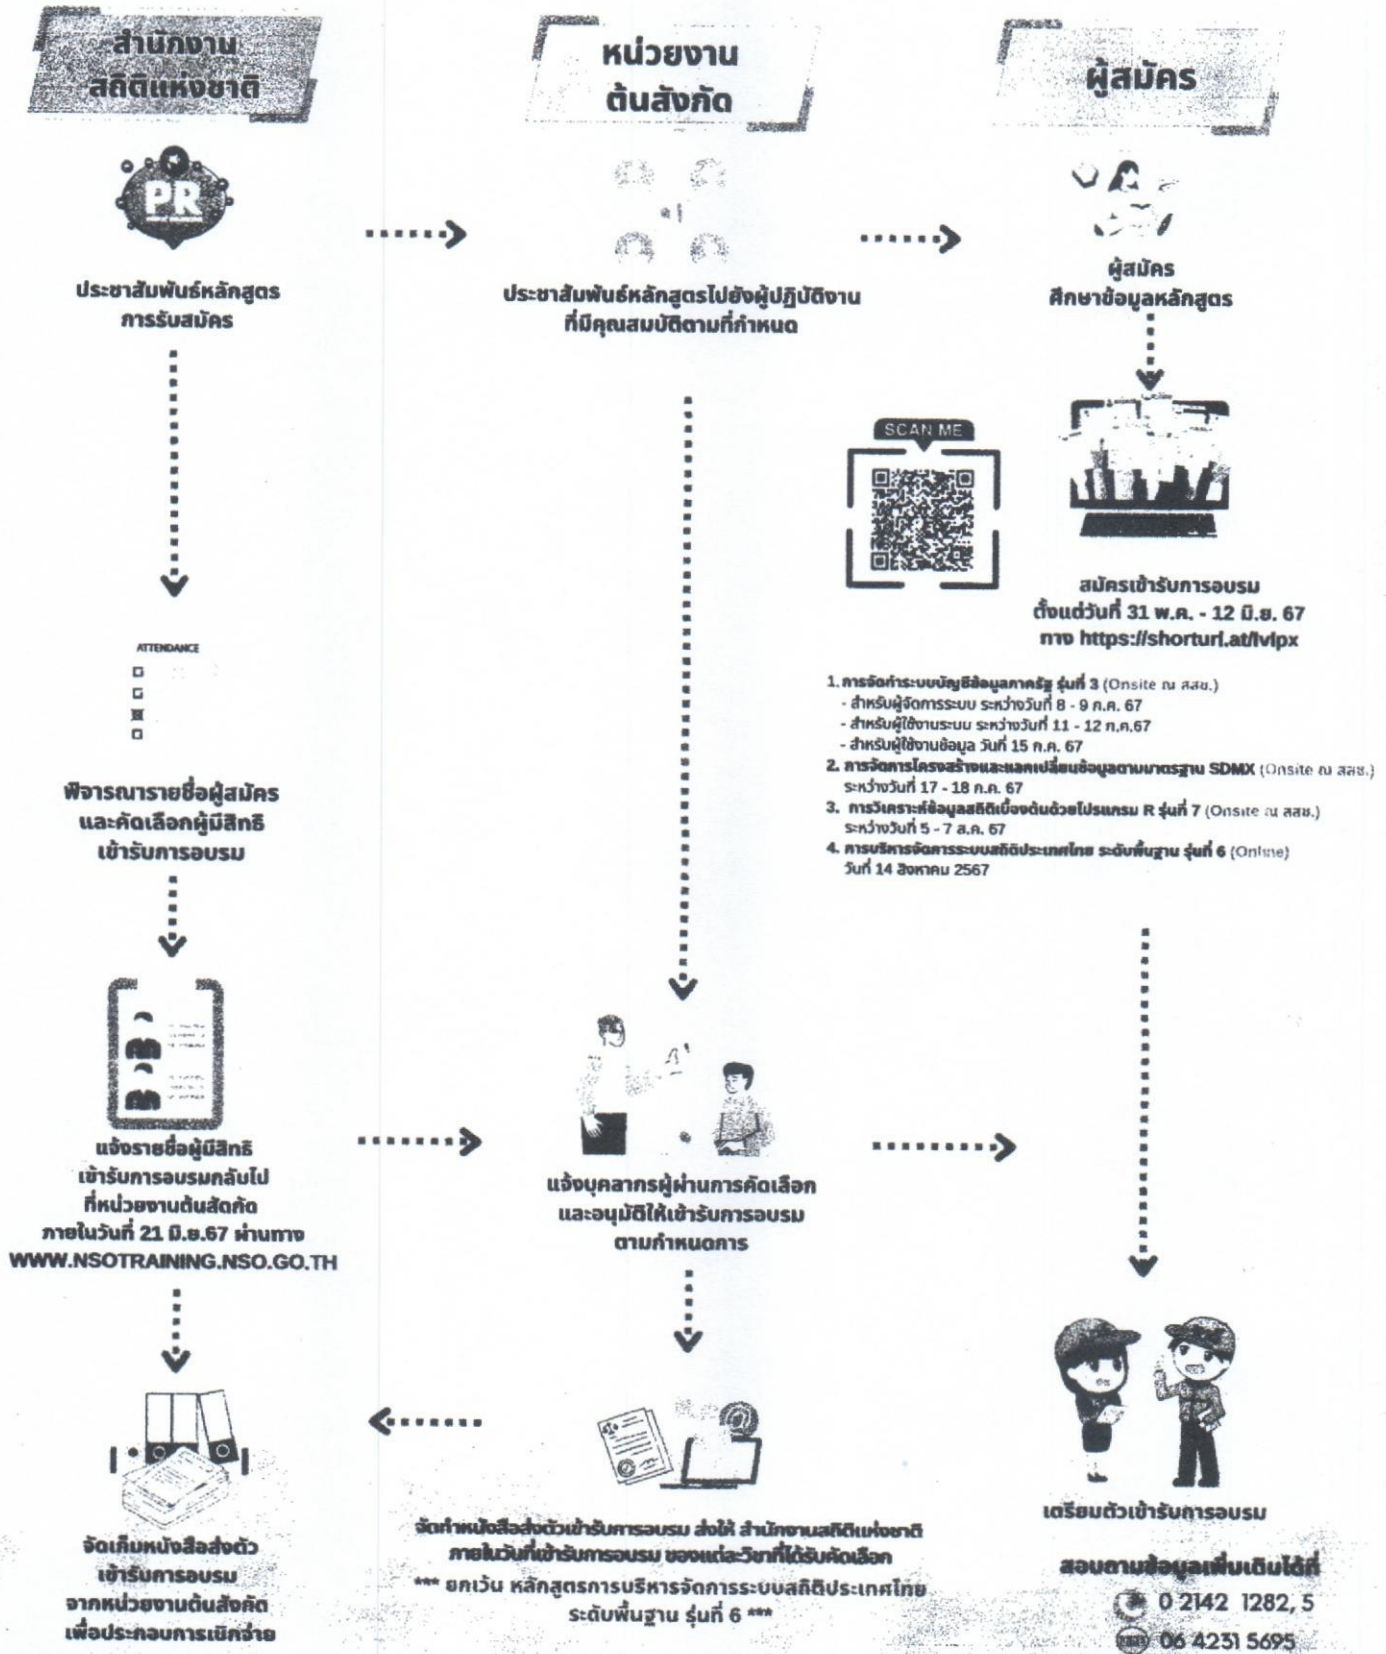 สำนักงาน
สถิติแห่งชาติ
หน่วยงาน
ต้นสังกัด
ผู้สมัคร
PR
ประชาสัมพันธ์หลักสูตร
การรับสมัคร
ประชาสัมพันธ์หลักสูตรไปยังผู้ปฏิบัติงาน
ที่มีคุณสมบัติตามที่กำหนด
ผู้สมัคร
ศึกษาข้อมูลหลักสูตร
SCAN ME
สมัครเข้ารับการอบรม
ตั้งแต่วันที่ 31 พ.ค. - 12 มิ.ย. 67
ทาง https://shorturl.at/lvlpx
1. การจัดทำระบบบัญชีข้อมูลภาครัฐ รุ่นที่ 3 (Onsite ณ สสช.)
- สำหรับผู้จัดการระบบ ระหว่างวันที่ 8 - 9 ก.ค. 67
- สำหรับผู้ใช้งานระบบ ระหว่างวันที่ 11 - 12 ก.ค.67
- สำหรับผู้ใช้งานข้อมูล วันที่ 15 ก.ค. 67
2. การจัดการโครงสร้างและแลกเปลี่ยนข้อมูลตามมาตรฐาน SDMX (Onsite ณ สสช.)
ระหว่างวันที่ 17 - 18 ก.ค. 67
3. การวิเคราะห์ข้อมูลสถิติเบื้องต้นด้วยโปรแกรม R รุ่นที่ 7 (Onsite ณ สสช.)
ระหว่างวันที่ 5 - 7 ส.ค. 67
4. การบริหารจัดการระบบสถิติประเทศไทย ระดับพื้นฐาน รุ่นที่ 6 (Online)
วันที่ 14 สิงหาคม 2567
ATTENDANCE
พิจารณารายชื่อผู้สมัคร
และคัดเลือกผู้มีสิทธิ
เข้ารับการอบรม
แจ้งรายชื่อผู้มีสิทธิ
เข้ารับการอบรมกลับไป
ที่หน่วยงานต้นสัดกัด
ภายในวันที่ 21 มิ.ย.67 ผ่านทาง
WWW.NSOTRAINING.NSO.GO.TH
แจ้งบุคลากรผู้ผ่านการคัดเลือก
และอนุมัติให้เข้ารับการอบรม
ตามกำหนดการ
จัดเก็บหนังสือส่งตัว
เข้ารับการอบรม
จากหน่วยงานต้นสังกัด
เพื่อประกอบการเบิกจ่าย
จัดทำหนังสือส่งตัวเข้ารับการอบรม ส่งให้ สำนักงานสถิติแห่งชาติ
ภายในวันที่เข้ารับการอบรม ของแต่ละวิชาที่ได้รับคัดเลือก
*** ยกเว้น หลักสูตรการบริหารจัดการระบบสถิติประเทศไทย
ระดับพื้นฐาน รุ่นที่ 6 ***
เตรียมตัวเข้ารับการอบรม
สอบถามข้อมูลเพิ่มเติมได้ที่
0 2142 1282, 5
06 4231 5695